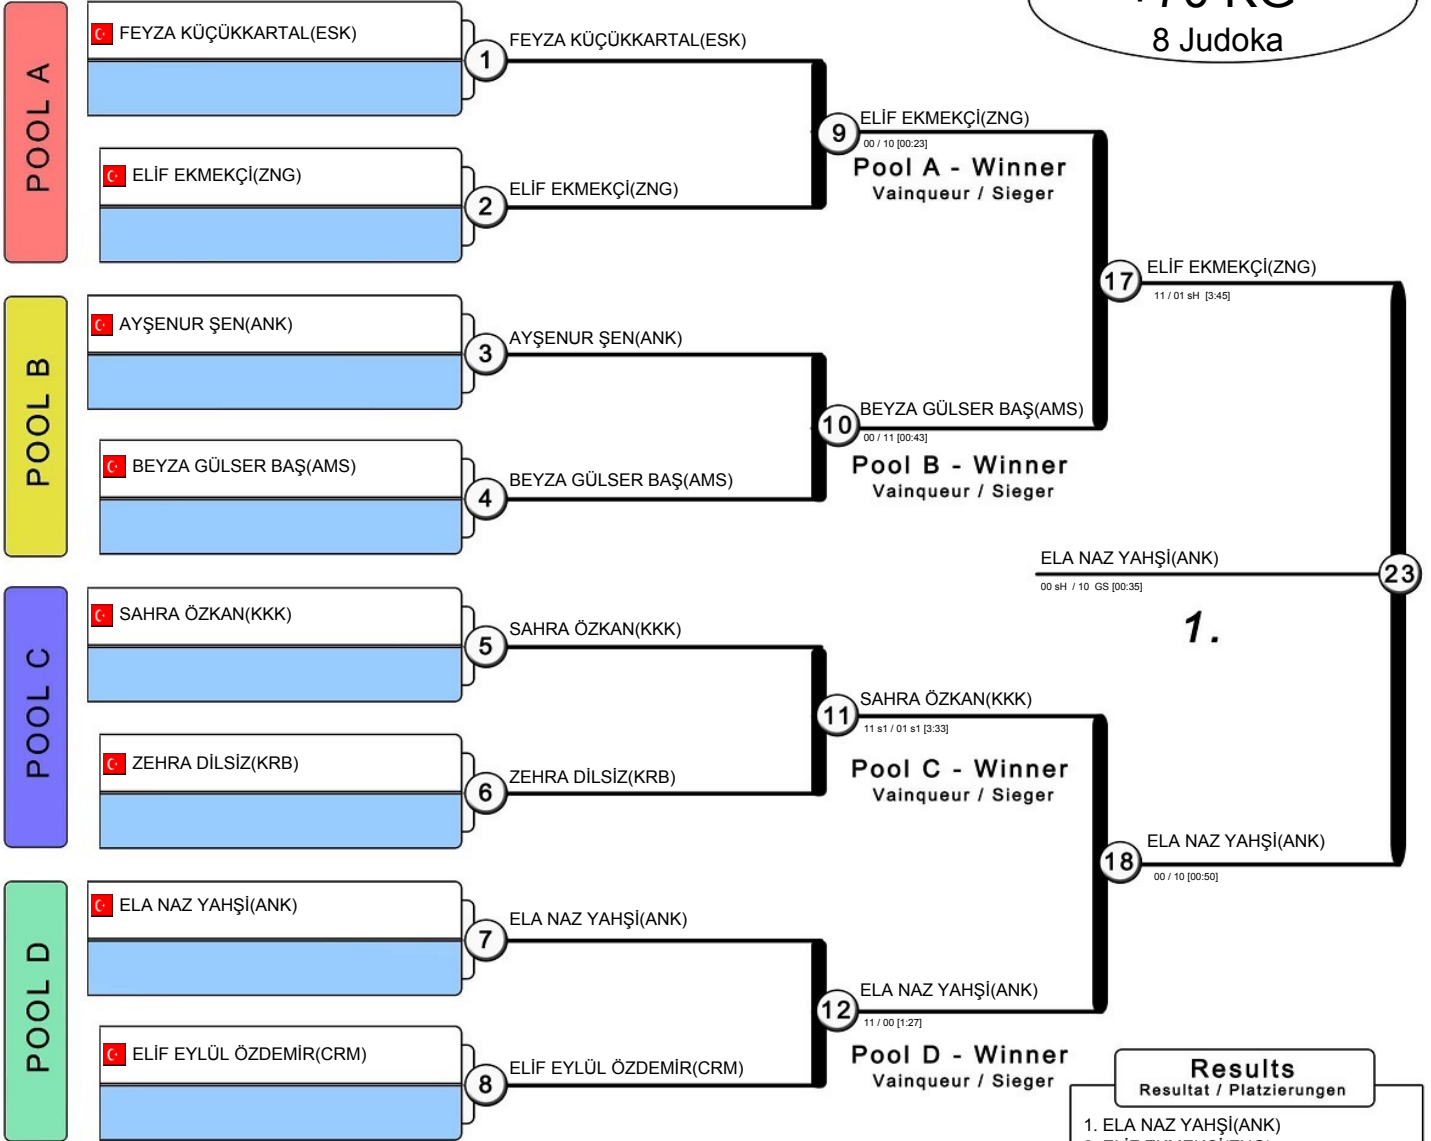 +70 KG
8 Judoka
POOL A
FEYZA KÜÇÜKKARTAL(ESK)
1
FEYZA KÜÇÜKKARTAL(ESK)
ELİF EKMEKÇİ(ZNG)
2
ELİF EKMEKÇİ(ZNG)
9
ELİF EKMEKÇİ(ZNG)
00 / 10 [00:23]
Pool A - Winner
Vainqueur / Sieger
POOL B
AYŞENUR ŞEN(ANK)
3
AYŞENUR ŞEN(ANK)
BEYZA GÜLSER BAŞ(AMS)
4
BEYZA GÜLSER BAŞ(AMS)
10
BEYZA GÜLSER BAŞ(AMS)
00 / 11 [00:43]
Pool B - Winner
Vainqueur / Sieger
17
ELİF EKMEKÇİ(ZNG)
11 / 01 sH [3:45]
POOL C
SAHRA ÖZKAN(KKK)
5
SAHRA ÖZKAN(KKK)
ZEHRA DİLSİZ(KRB)
6
ZEHRA DİLSİZ(KRB)
11
SAHRA ÖZKAN(KKK)
11 s1 / 01 s1 [3:33]
Pool C - Winner
Vainqueur / Sieger
POOL D
ELA NAZ YAHŞİ(ANK)
7
ELA NAZ YAHŞİ(ANK)
ELİF EYLÜL ÖZDEMİR(CRM)
8
ELİF EYLÜL ÖZDEMİR(CRM)
12
ELA NAZ YAHŞİ(ANK)
11 / 00 [1:27]
Pool D - Winner
Vainqueur / Sieger
18
ELA NAZ YAHŞİ(ANK)
00 / 10 [00:50]
ELA NAZ YAHŞİ(ANK)
23
00 sH / 10 GS [00:35]
1.
Results
Resultat / Platzierungen
1. ELA NAZ YAHŞİ(ANK)